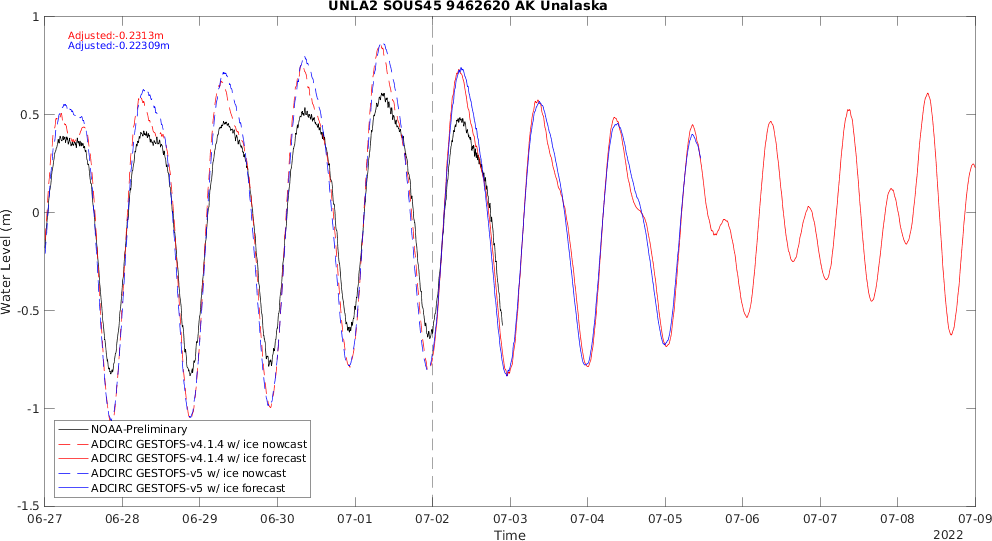 UNLA2 SOUS45 9462620 AK Unalaska
Adjusted:-0.2313m
Adjusted:-0.22309m
1
0.5
0
-0.5
-1
-1.5
Water Level (m)
NOAA-Preliminary
ADCIRC GESTOFS-v4.1.4 w/ ice nowcast
ADCIRC GESTOFS-v4.1.4 w/ ice forecast
ADCIRC GESTOFS-v5 w/ ice nowcast
ADCIRC GESTOFS-v5 w/ ice forecast
06-27 06-28 06-29 06-30 07-01 07-02 07-03 07-04 07-05 07-06 07-07 07-08 07-09
Time
2022